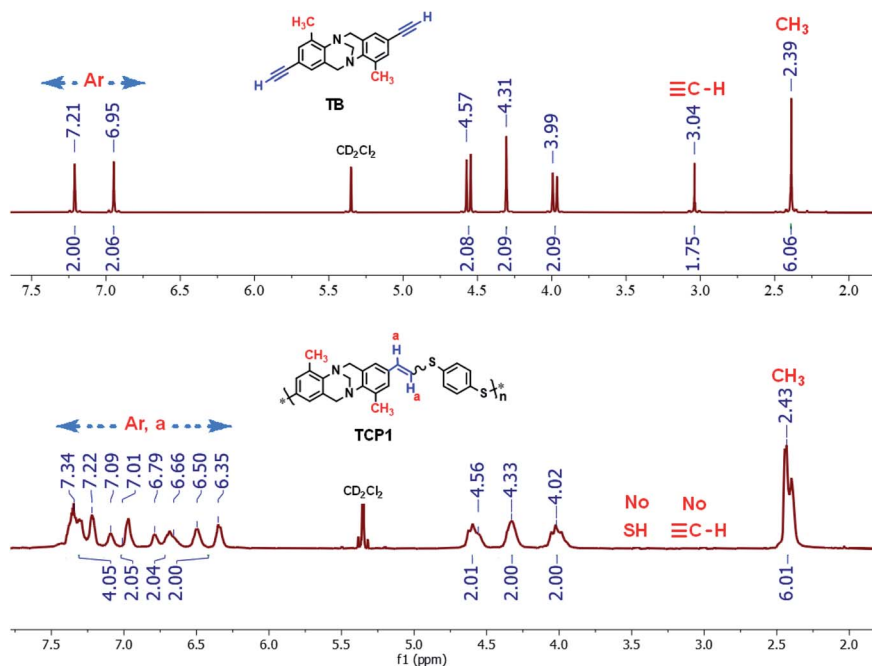 H₃C
CH₃
N
N
H
H
CH₃
TB
Ar
≡C-H
CH₃
7.21
6.95
CD₂Cl₂
4.57
4.31
3.99
3.04
2.39
2.00
2.06
2.08
2.09
2.09
1.75
6.06
7.5 7.0 6.5 6.0 5.5 5.0 4.5 4.0 3.5 3.0 2.5 2.0
CH₃
a
H
N
N
S
H
a
S
*
*
n
CH₃
TCP1
Ar, a
CH₃
7.34
7.22
7.09
7.01
6.79
6.66
6.50
6.35
CD₂Cl₂
4.56
4.33
4.02
2.43
No No
SH ≡C-H
4.05
2.05
2.04
2.00
2.01
2.00
2.00
6.01
7.5 7.0 6.5 6.0 5.5 5.0 4.5 4.0 3.5 3.0 2.5 2.0
f1 (ppm)